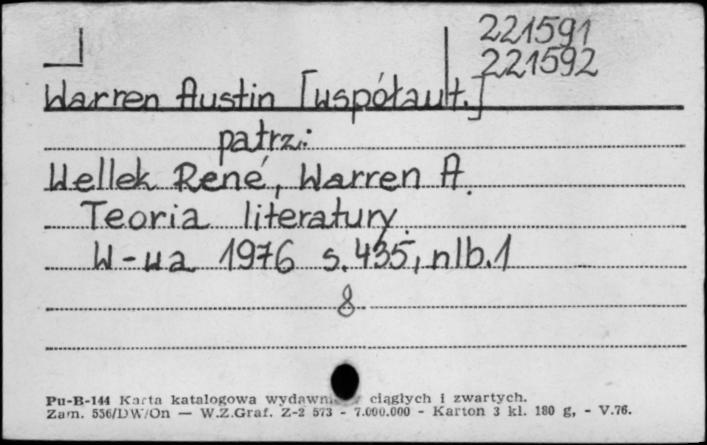 221591
221592
Warren Austin [współaut.]
patrz:
Wellek René, Warren A.
Teoria literatury.
W-wa 1976 s. 435, nlb. 1
8
Pu-B-144 Karta katalogowa ciągłych i zwartych.
Zam. 556/DW/On — W.Z.Graf. Z-2 573 - 7.000.000 - Karton 3 kl. 180 g, - V.76.